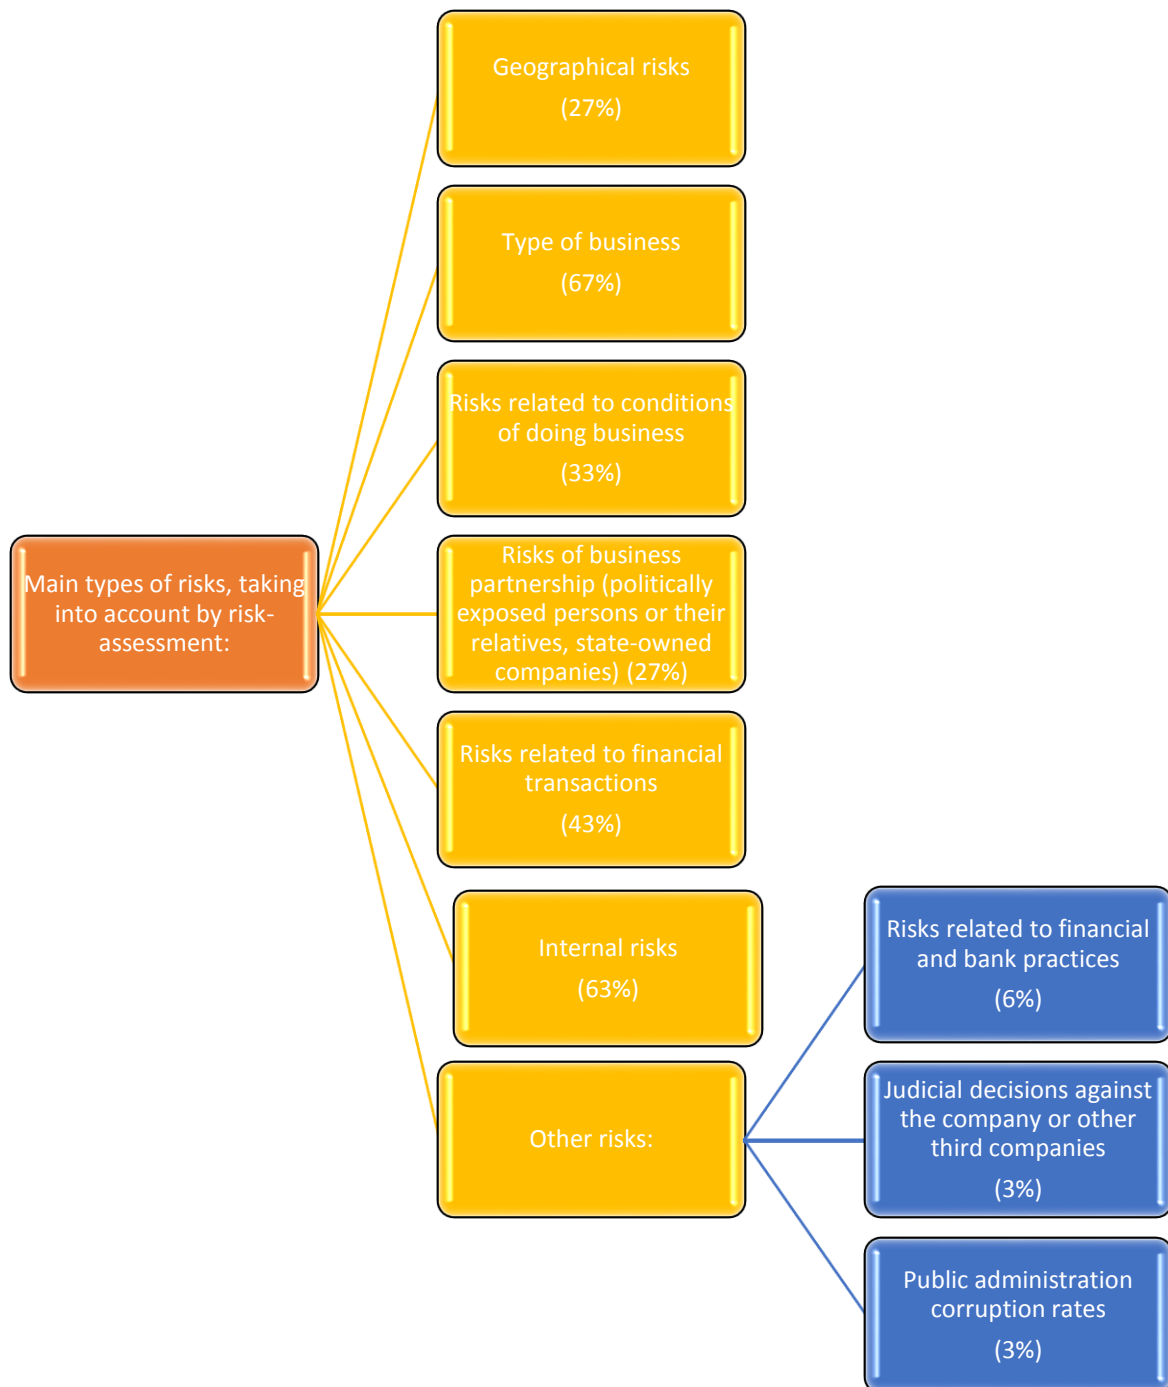 Geographical risks
(27%)
Type of business
(67%)
Risks related to conditions
of doing business
(33%)
Main types of risks, taking
into account by risk-
assessment:
Risks of business
partnership (politically
exposed persons or their
relatives, state-owned
companies) (27%)
Risks related to financial
transactions
(43%)
Internal risks
(63%)
Other risks:
Risks related to financial
and bank practices
(6%)
Judicial decisions against
the company or other
third companies
(3%)
Public administration
corruption rates
(3%)